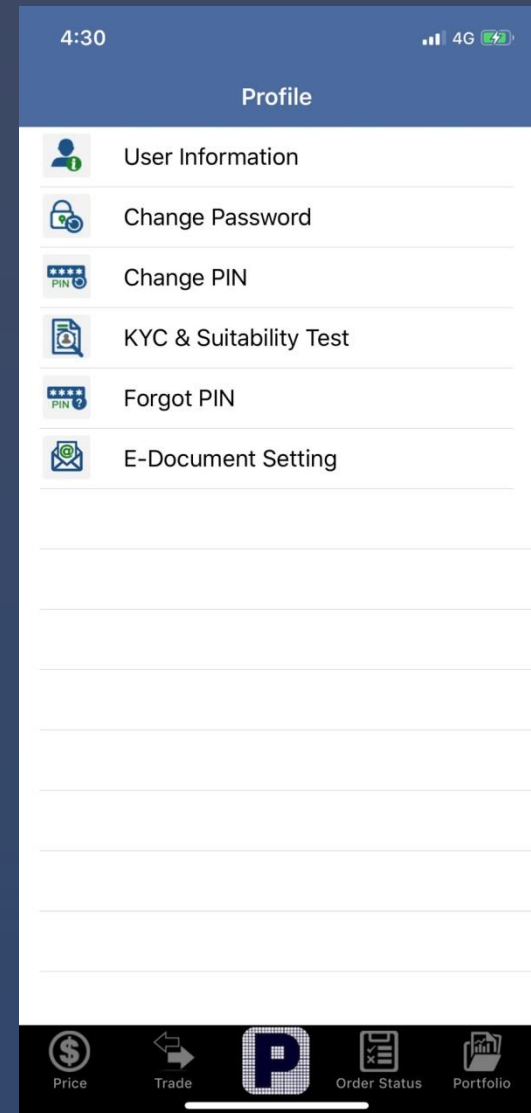 4:30
4G
Profile
User Information
Change Password
**** PIN
Change PIN
KYC & Suitability Test
**** PIN ?
Forgot PIN
@
E-Document Setting
$
P
Price
Trade
Order Status
Portfolio